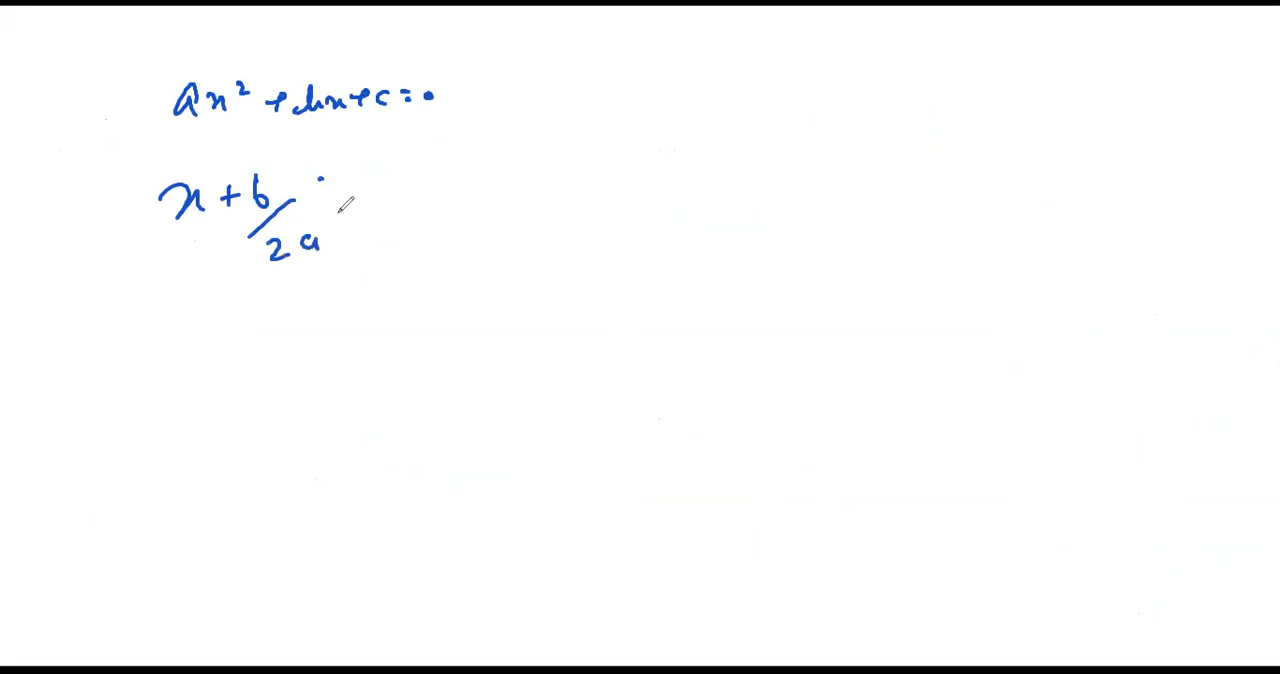 ax² + bx + c = 0
x + b/2a